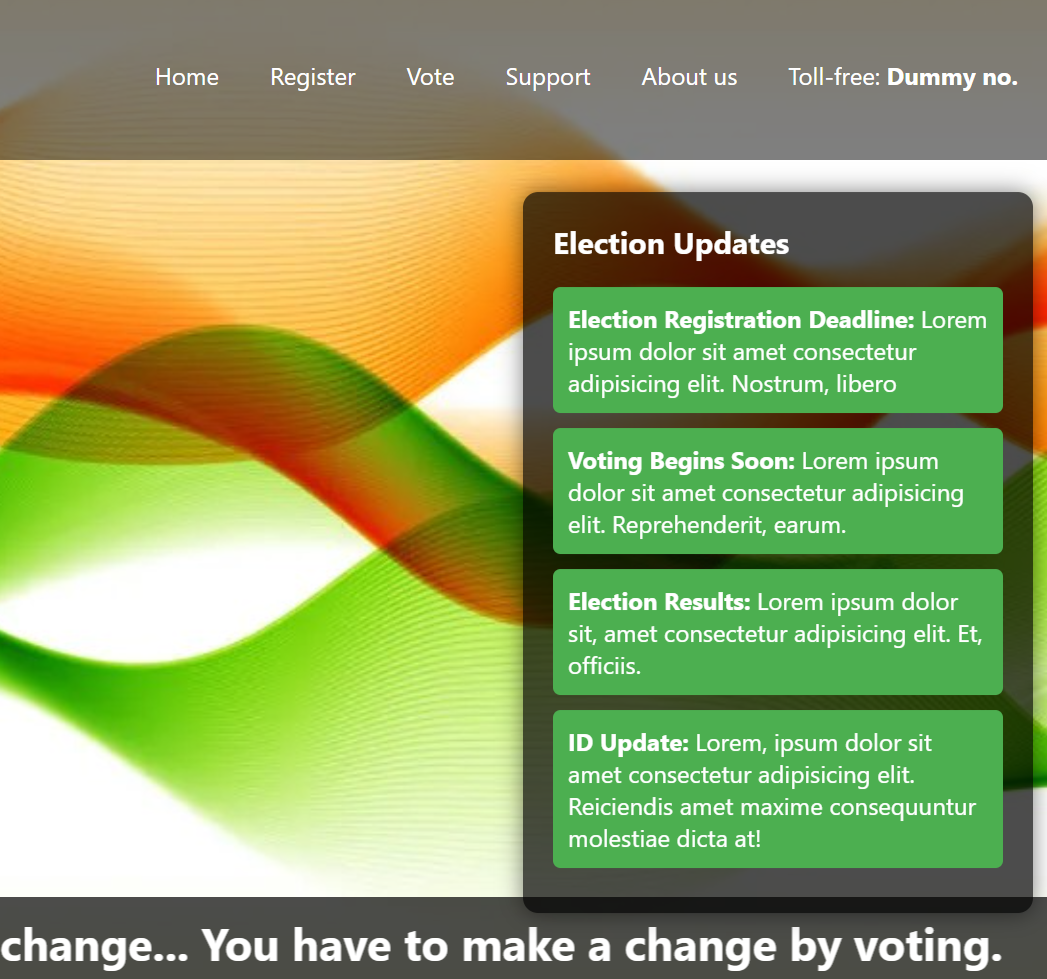 Home Register Vote Support About us Toll-free: Dummy no.
Election Updates
Election Registration Deadline: Lorem
ipsum dolor sit amet consectetur
adipisicing elit. Nostrum, libero
Voting Begins Soon: Lorem ipsum
dolor sit amet consectetur adipisicing
elit. Reprehenderit, earum.
Election Results: Lorem ipsum dolor
sit, amet consectetur adipisicing elit. Et,
officiis.
ID Update: Lorem, ipsum dolor sit
amet consectetur adipisicing elit.
Reiciendis amet maxime consequuntur
molestiae dicta at!
change... You have to make a change by voting.